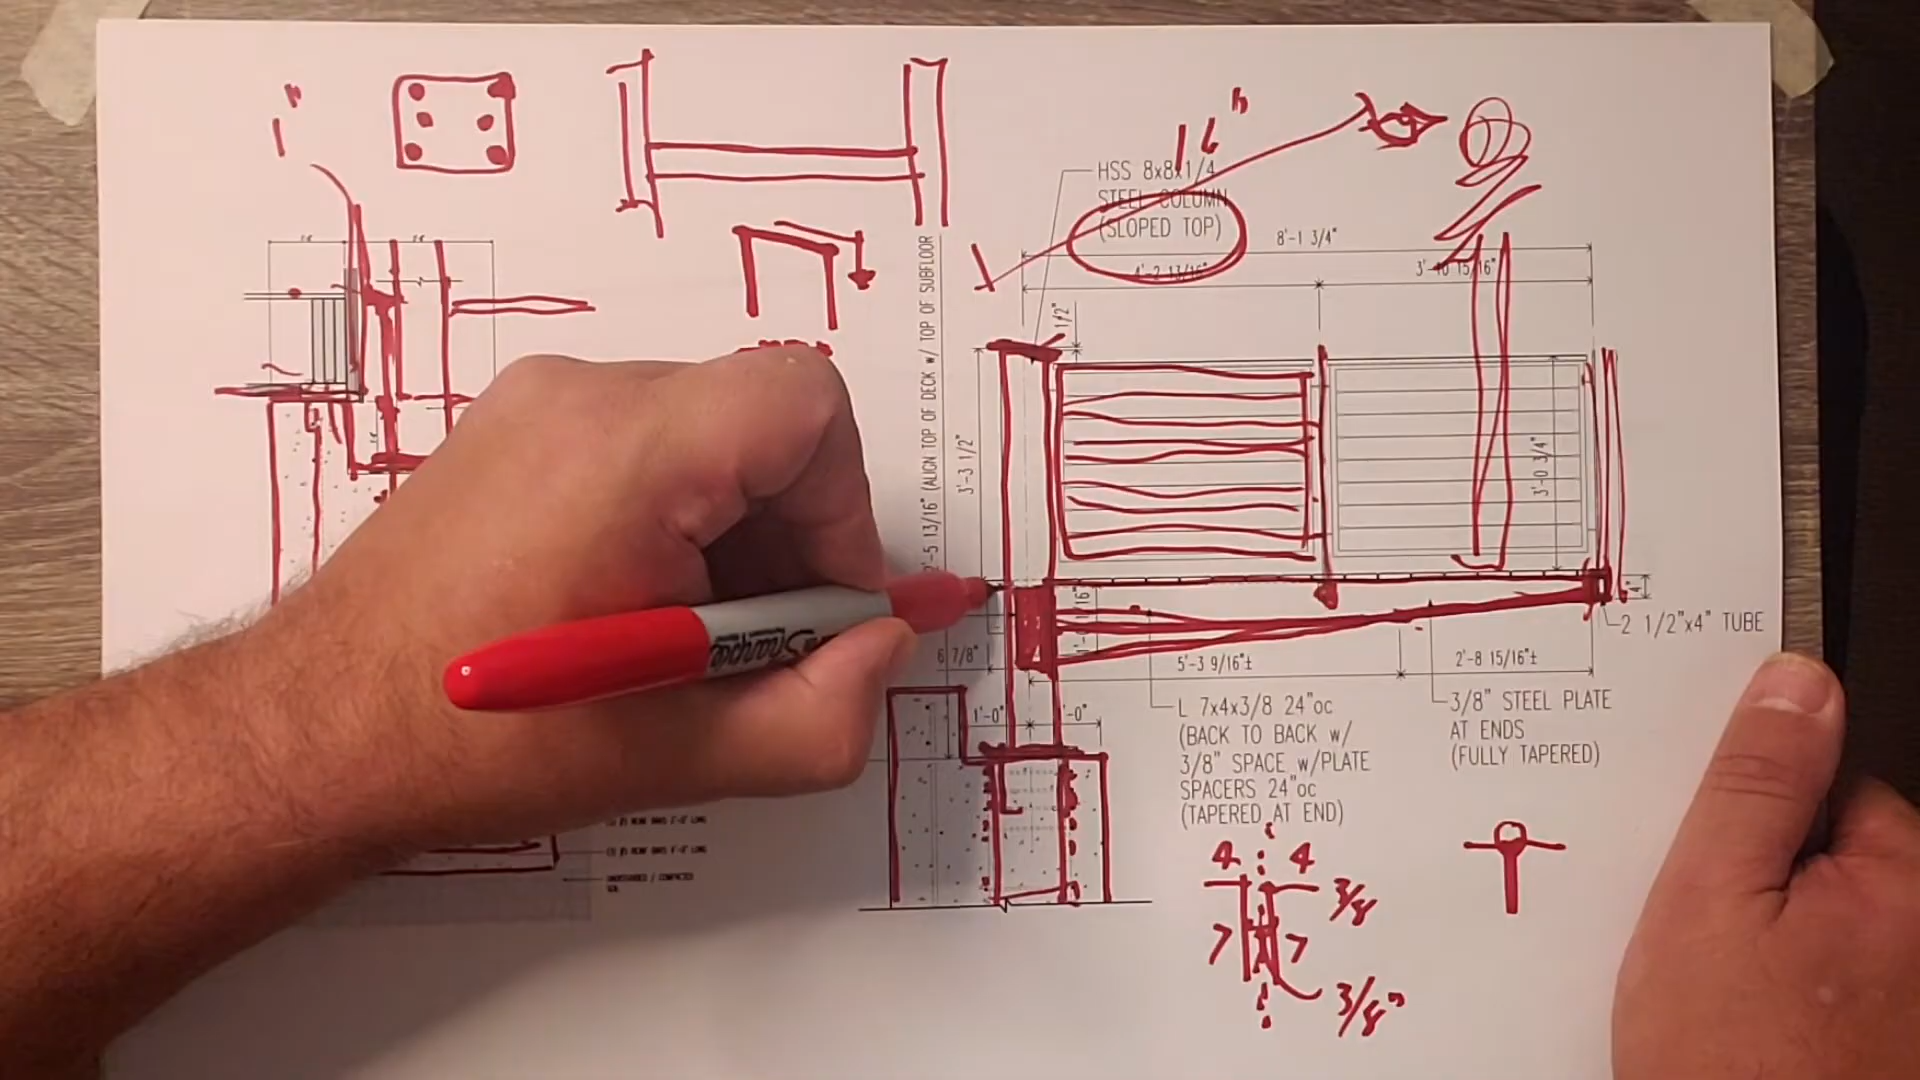 1"
16"
HSS 8x8x1/4
STEEL COLUMN
(SLOPED TOP)
8'-1 3/4"
4'-2 13/16"
3'-10 15/16"
1/2"
3'-3 1/2"
(ALIGN TOP OF DECK w/ TOP OF SUBFLOOR
3'-0 3/4"
4"
2 1/2"x4" TUBE
6 7/8"
5'-3 9/16"±
2'-8 15/16"±
1'-0"
L 7x4x3/8 24"oc
(BACK TO BACK w/
3/8" SPACE w/PLATE
SPACERS 24"oc
(TAPERED AT END)
3/8" STEEL PLATE
AT ENDS
(FULLY TAPERED)
Sharpie
4 4
3/8
7 7
3/8"